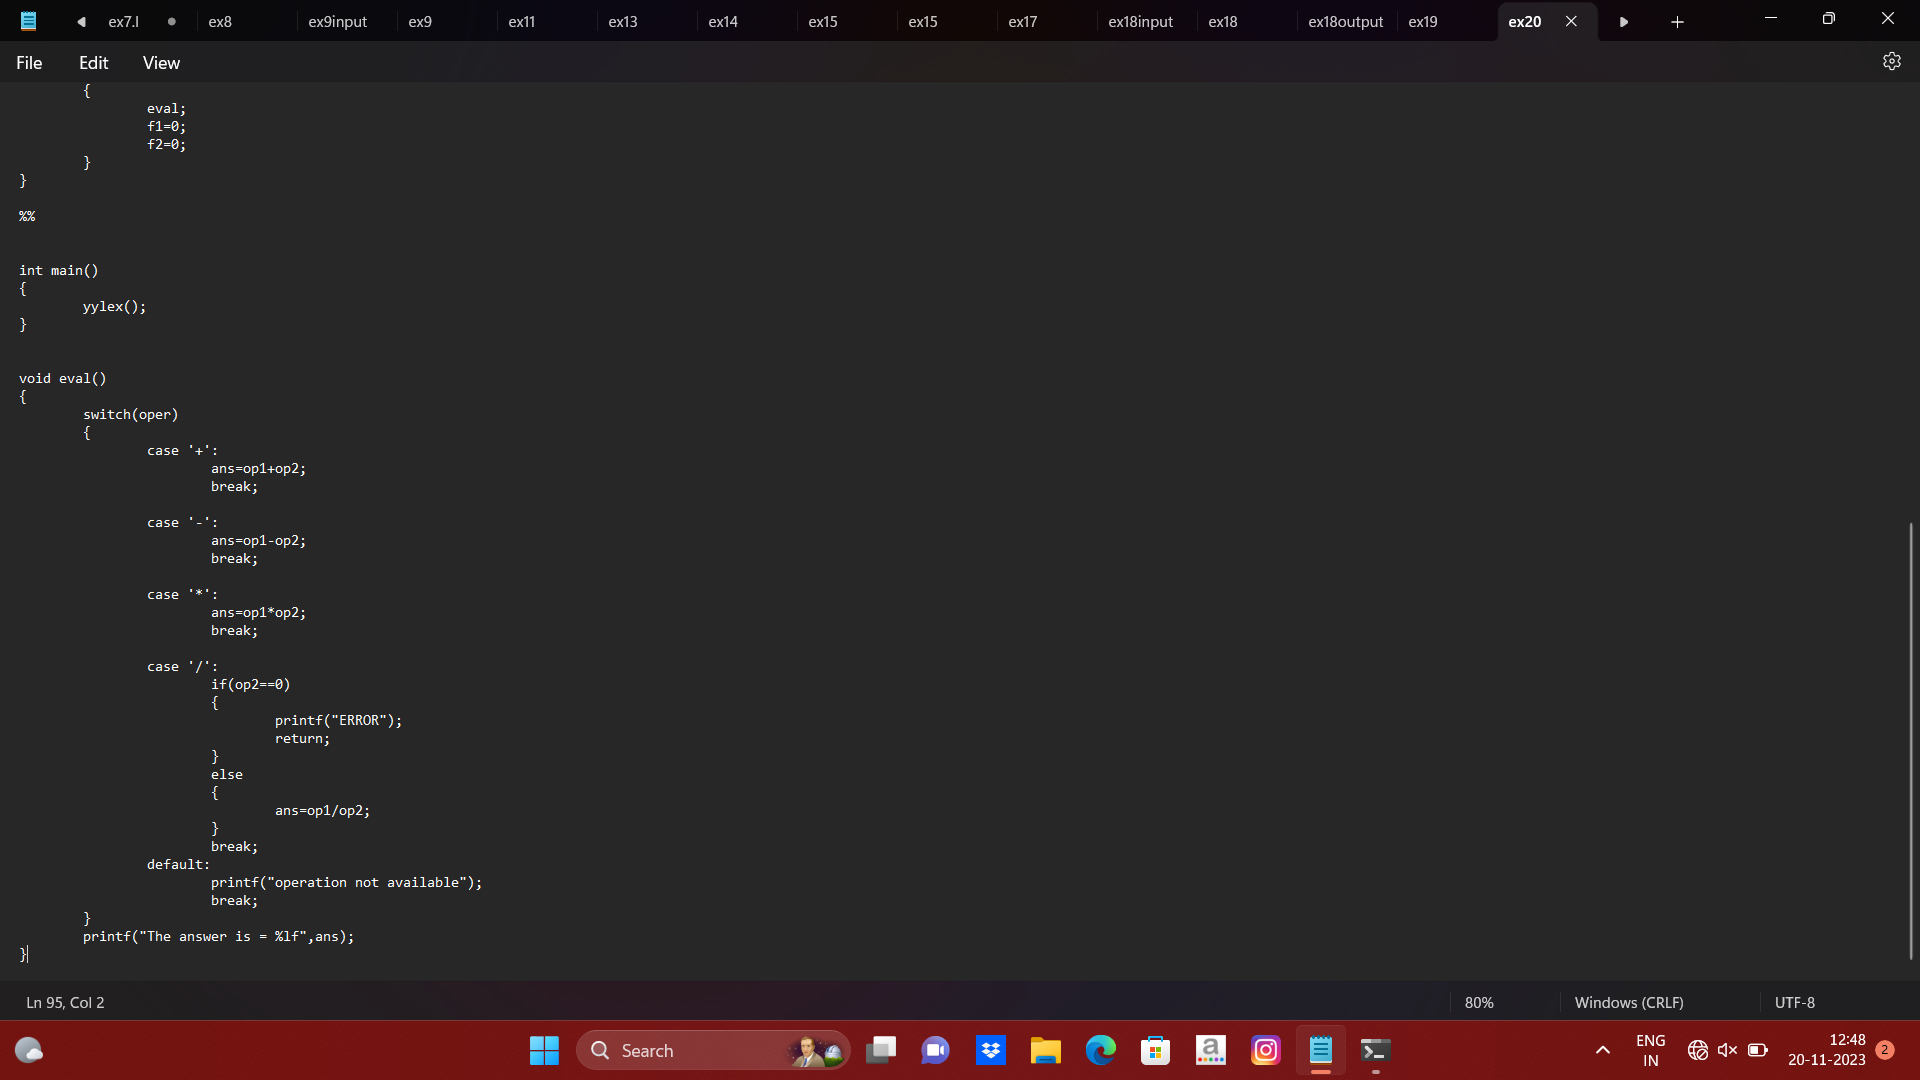 ex7.l ex8 ex9input ex9 ex11 ex13 ex14 ex15 ex15 ex17 ex18input ex18 ex18output ex19 ex20
File Edit View
{
eval;
f1=0;
f2=0;
}
}
%%
int main()
{
yylex();
}
void eval()
{
switch(oper)
{
case '+':
ans=op1+op2;
break;
case '-':
ans=op1-op2;
break;
case '*':
ans=op1*op2;
break;
case '/':
if(op2==0)
{
printf("ERROR");
return;
}
else
{
ans=op1/op2;
}
break;
default:
printf("operation not available");
break;
}
printf("The answer is = %lf",ans);
}
Ln 95, Col 2 80% Windows (CRLF) UTF-8
Search
a
ENG
IN
12:48
20-11-2023
2